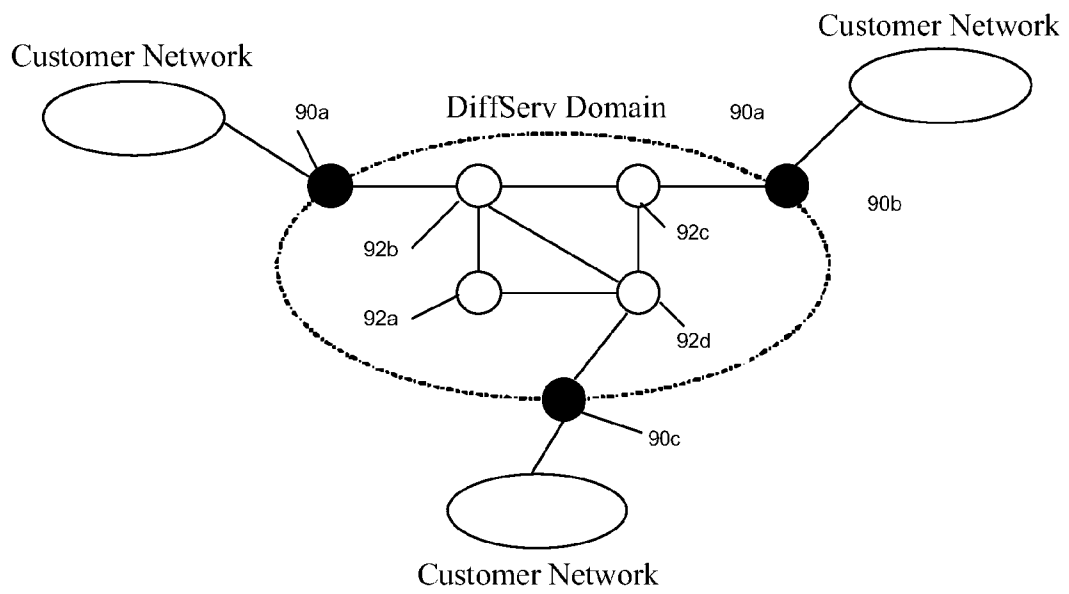 Customer Network
Customer Network
90a
DiffServ Domain
90a
90b
92b
92c
92a
92d
90c
Customer Network